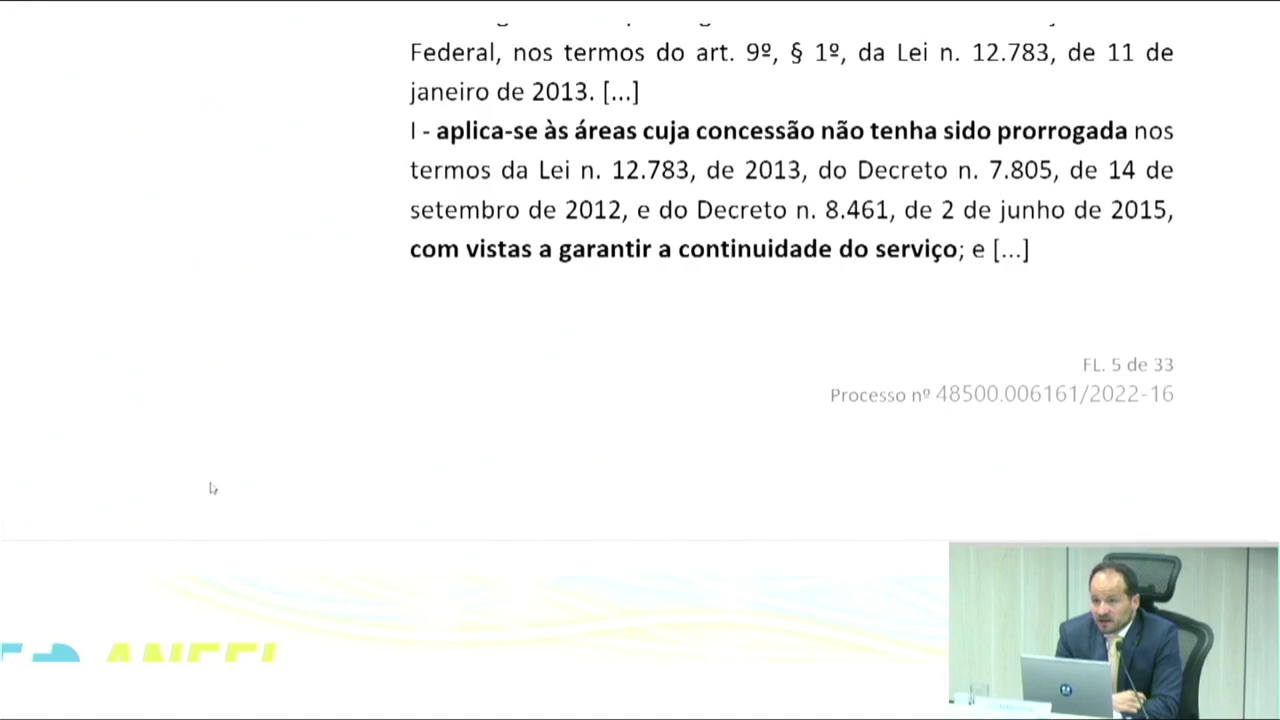 Federal, nos termos do art. 9º, § 1º, da Lei n. 12.783, de 11 de
janeiro de 2013. [...]
I - aplica-se às áreas cuja concessão não tenha sido prorrogada nos
termos da Lei n. 12.783, de 2013, do Decreto n. 7.805, de 14 de
setembro de 2012, e do Decreto n. 8.461, de 2 de junho de 2015,
com vistas a garantir a continuidade do serviço; e [...]
FL. 5 de 33
Processo nº 48500.006161/2022-16
ANEEL